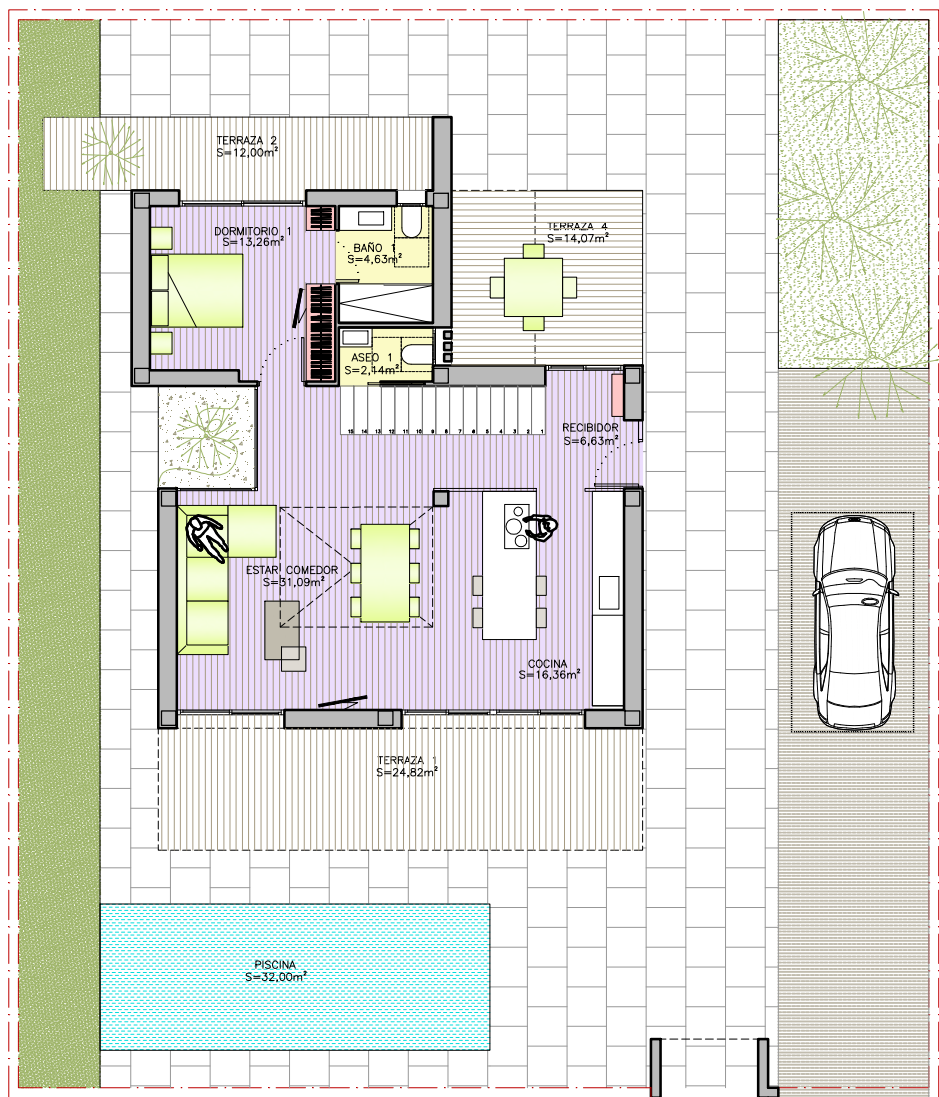 TERRAZA 2
S=12,00m²
DORMITORIO 1
S=13,26m²
BAÑO 1
S=4,63m²
TERRAZA 4
S=14,07m²
ASEO 1
S=2,14m²
RECIBIDOR
S=6,63m²
15 14 13 12 11 10 9 8 7 6 5 4 3 2 1
ESTAR COMEDOR
S=31,09m²
COCINA
S=16,36m²
TERRAZA 1
S=24,82m²
PISCINA
S=32,00m²